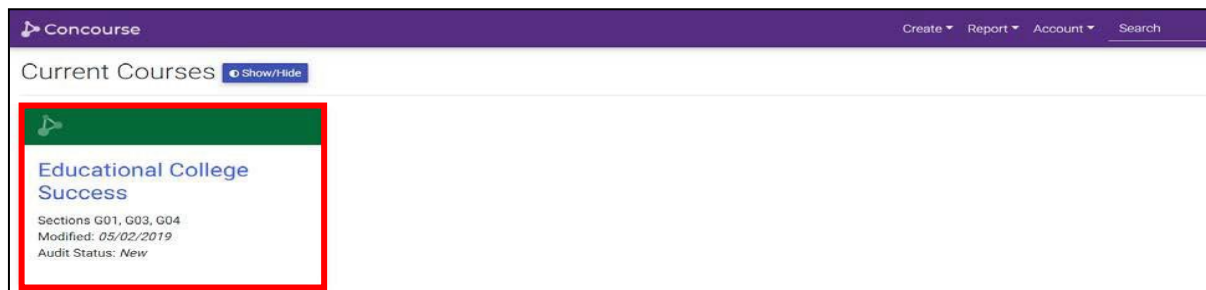 Concourse Create Report Account Search
Current Courses Show/Hide
Educational College
Success
Sections G01, G03, G04
Modified: 05/02/2019
Audit Status: New